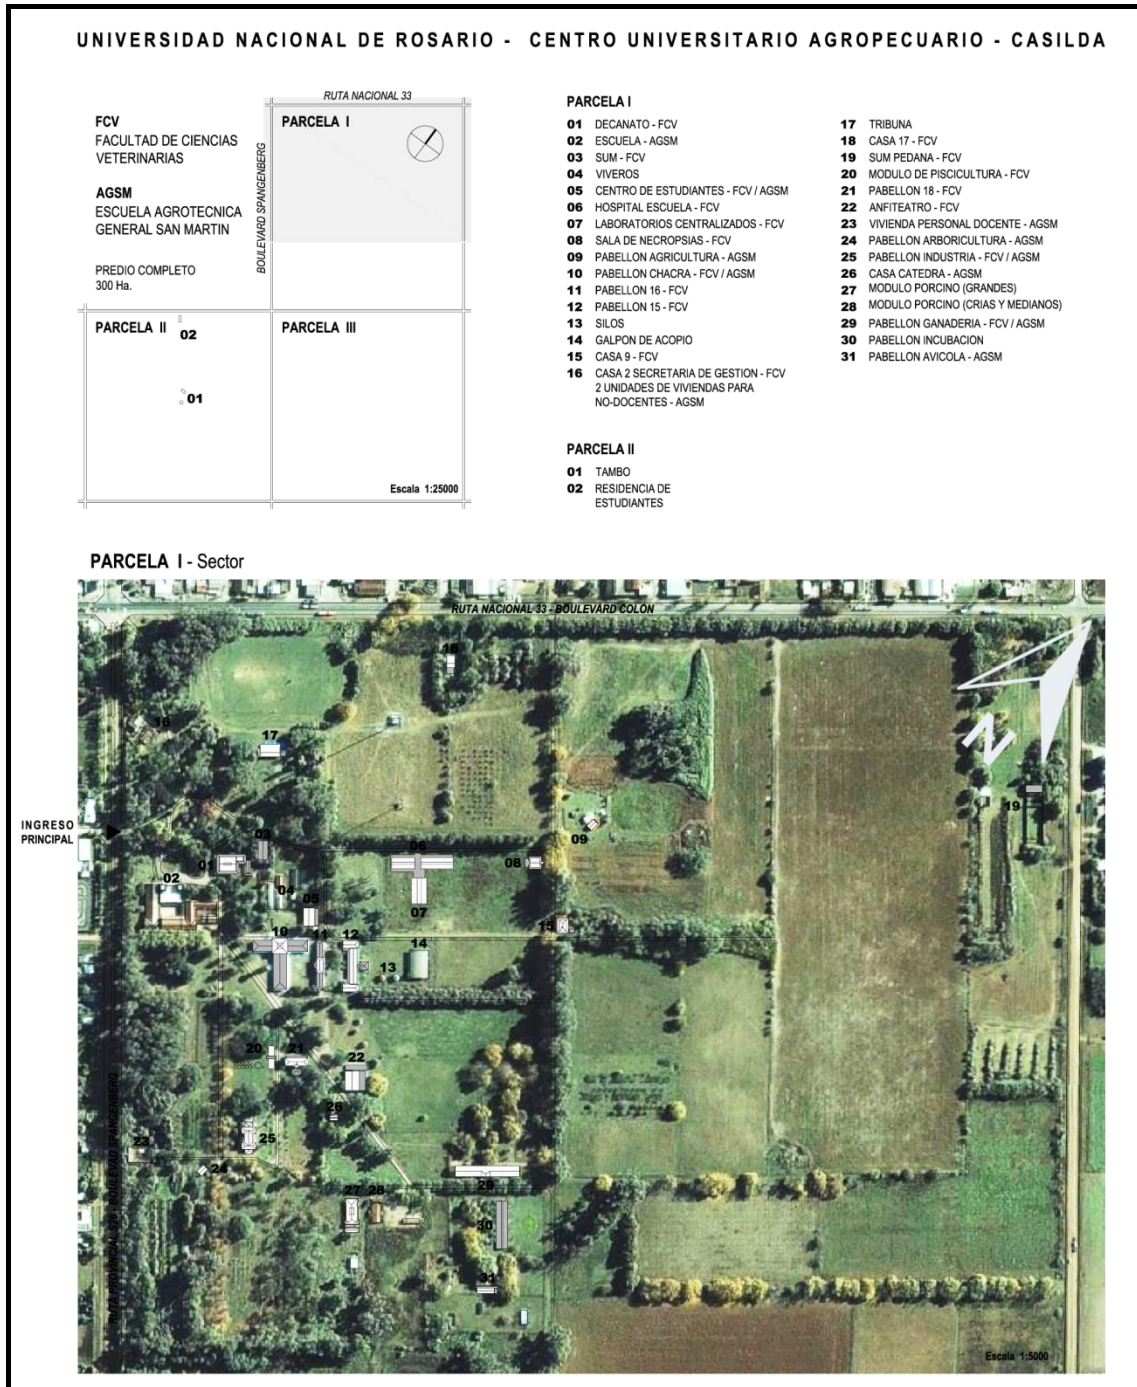 UNIVERSIDAD NACIONAL DE ROSARIO - CENTRO UNIVERSITARIO AGROPECUARIO - CASILDA
RUTA NACIONAL 33
FCV
FACULTAD DE CIENCIAS
VETERINARIAS
AGSM
ESCUELA AGROTECNICA
GENERAL SAN MARTIN
PREDIO COMPLETO
300 Ha.
BOULEVARD SPANGENBERG
PARCELA I
PARCELA II
02
01
PARCELA III
Escala 1:25000
PARCELA I
01 DECANATO - FCV
02 ESCUELA - AGSM
03 SUM - FCV
04 VIVEROS
05 CENTRO DE ESTUDIANTES - FCV / AGSM
06 HOSPITAL ESCUELA - FCV
07 LABORATORIOS CENTRALIZADOS - FCV
08 SALA DE NECROPSIAS - FCV
09 PABELLON AGRICULTURA - AGSM
10 PABELLON CHACRA - FCV / AGSM
11 PABELLON 16 - FCV
12 PABELLON 15 - FCV
13 SILOS
14 GALPON DE ACOPIO
15 CASA 9 - FCV
16 CASA 2 SECRETARIA DE GESTION - FCV
2 UNIDADES DE VIVIENDAS PARA
NO-DOCENTES - AGSM
17 TRIBUNA
18 CASA 17 - FCV
19 SUM PEDANA - FCV
20 MODULO DE PISCICULTURA - FCV
21 PABELLON 18 - FCV
22 ANFITEATRO - FCV
23 VIVIENDA PERSONAL DOCENTE - AGSM
24 PABELLON ARBORICULTURA - AGSM
25 PABELLON INDUSTRIA - FCV / AGSM
26 CASA CATEDRA - AGSM
27 MODULO PORCINO (GRANDES)
28 MODULO PORCINO (CRIAS Y MEDIANOS)
29 PABELLON GANADERIA - FCV / AGSM
30 PABELLON INCUBACION
31 PABELLON AVICOLA - AGSM
PARCELA II
01 TAMBO
02 RESIDENCIA DE
ESTUDIANTES
PARCELA I - Sector
RUTA NACIONAL 33 - BOULEVARD COLON
18
16
17
N
19
INGRESO
PRINCIPAL
09
03
01
06
08
02
04
05
07
15
10
11
12
14
13
20
21
22
26
23
25
24
29
27
28
30
31
RUTA PROVINCIAL 92B - BOULEVAD SPANGENBERG
Escala 1:5000